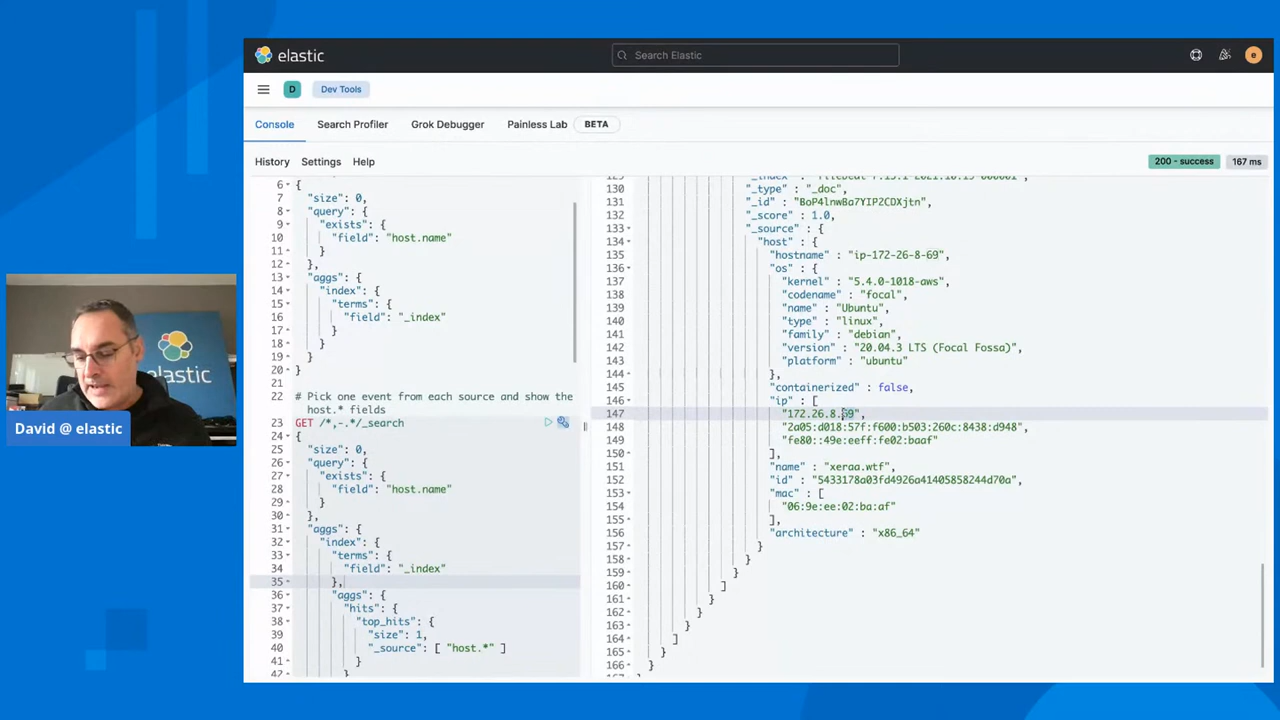 elastic
Search Elastic
e
D
Dev Tools
Console
Search Profiler
Grok Debugger
Painless Lab
BETA
History
Settings
Help
200 - success
167 ms
6 {
7 "size": 0,
8 "query": {
9 "exists": {
10 "field": "host.name"
11 }
12 },
13 "aggs": {
14 "index": {
15 "terms": {
16 "field": "_index"
17 }
18 }
19 }
20 }
21
22 # Pick one event from each source and show the
host.* fields
23 GET /*,-.*/_search
24 {
25 "size": 0,
26 "query": {
27 "exists": {
28 "field": "host.name"
29 }
30 },
31 "aggs": {
32 "index": {
33 "terms": {
34 "field": "_index"
35 },
36 "aggs": {
37 "hits": {
38 "top_hits": {
39 "size": 1,
40 "_source": [ "host.*" ]
41 }
42 }
130 "_type" : "_doc",
131 "_id" : "BoP4lnwBa7YIPZCDXjtn",
132 "_score" : 1.0,
133 "_source" : {
134 "host" : {
135 "hostname" : "ip-172-26-8-69",
136 "os" : {
137 "kernel" : "5.4.0-1018-aws",
138 "codename" : "focal",
139 "name" : "Ubuntu",
140 "type" : "linux",
141 "family" : "debian",
142 "version" : "20.04.3 LTS (Focal Fossa)",
143 "platform" : "ubuntu"
144 },
145 "containerized" : false,
146 "ip" : [
147 "172.26.8.69",
148 "2a05:d018:57f:f600:b503:260c:8438:d948",
149 "fe80::49e:eeff:fe02:baaf"
150 ],
151 "name" : "xeraa.wtf",
152 "id" : "5433178a03fd4926a41405858244d70a",
153 "mac" : [
154 "06:9e:ee:02:ba:af"
155 ],
156 "architecture" : "x86_64"
157 }
158 }
159 }
160 ]
161 }
162 }
163 }
164 ]
165 }
166 }
elastic
David @ elastic